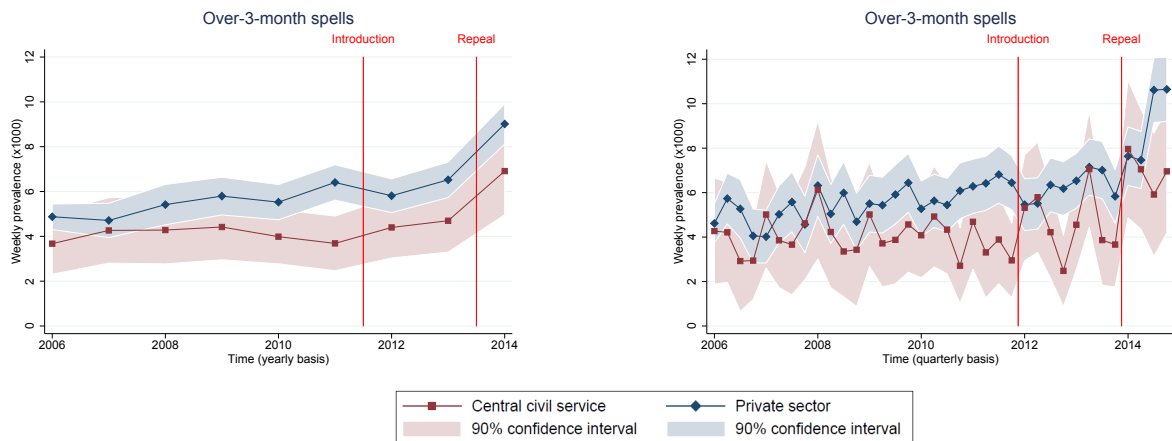 Over-3-month spells
Introduction
Repeal
Weekly prevalence (x1000)
0
2
4
6
8
10
12
2006
2008
2010
2012
2014
Time (yearly basis)
Over-3-month spells
Introduction
Repeal
Weekly prevalence (x1000)
0
2
4
6
8
10
12
2006
2008
2010
2012
2014
Time (quarterly basis)
Central civil service
Private sector
90% confidence interval
90% confidence interval